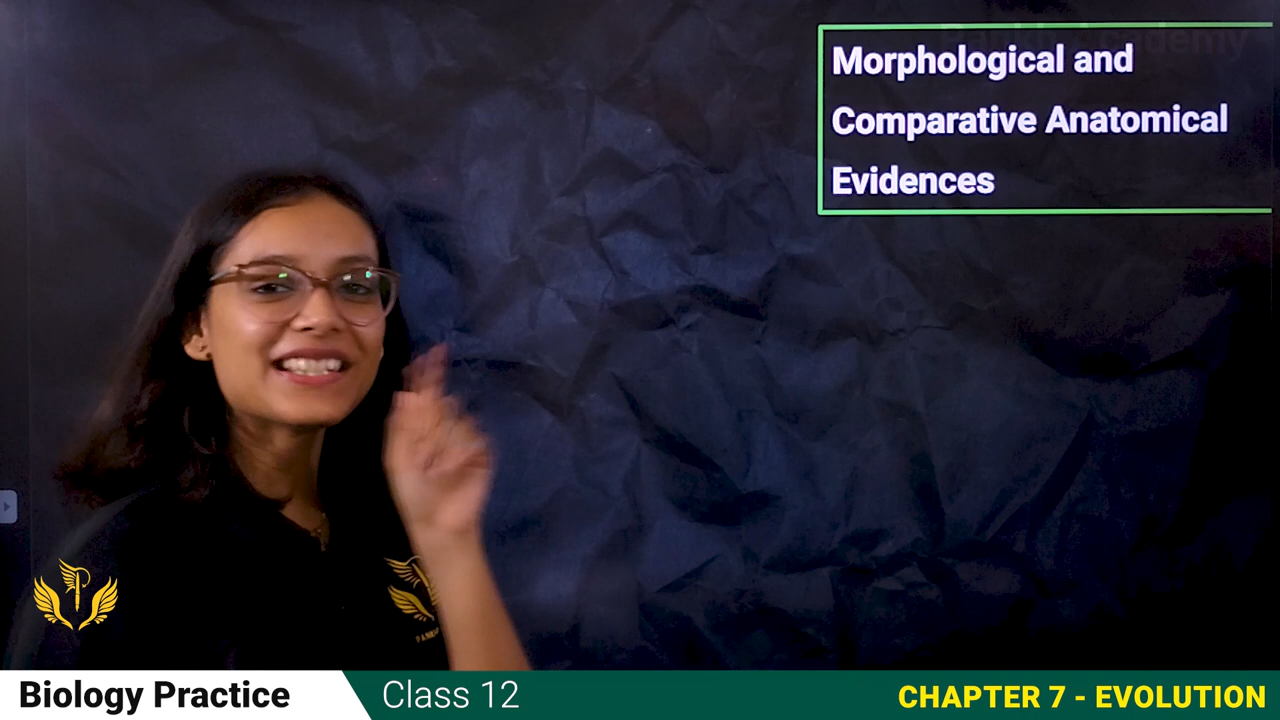 Morphological and
Comparative Anatomical
Evidences
Biology Practice
Class 12
CHAPTER 7 - EVOLUTION